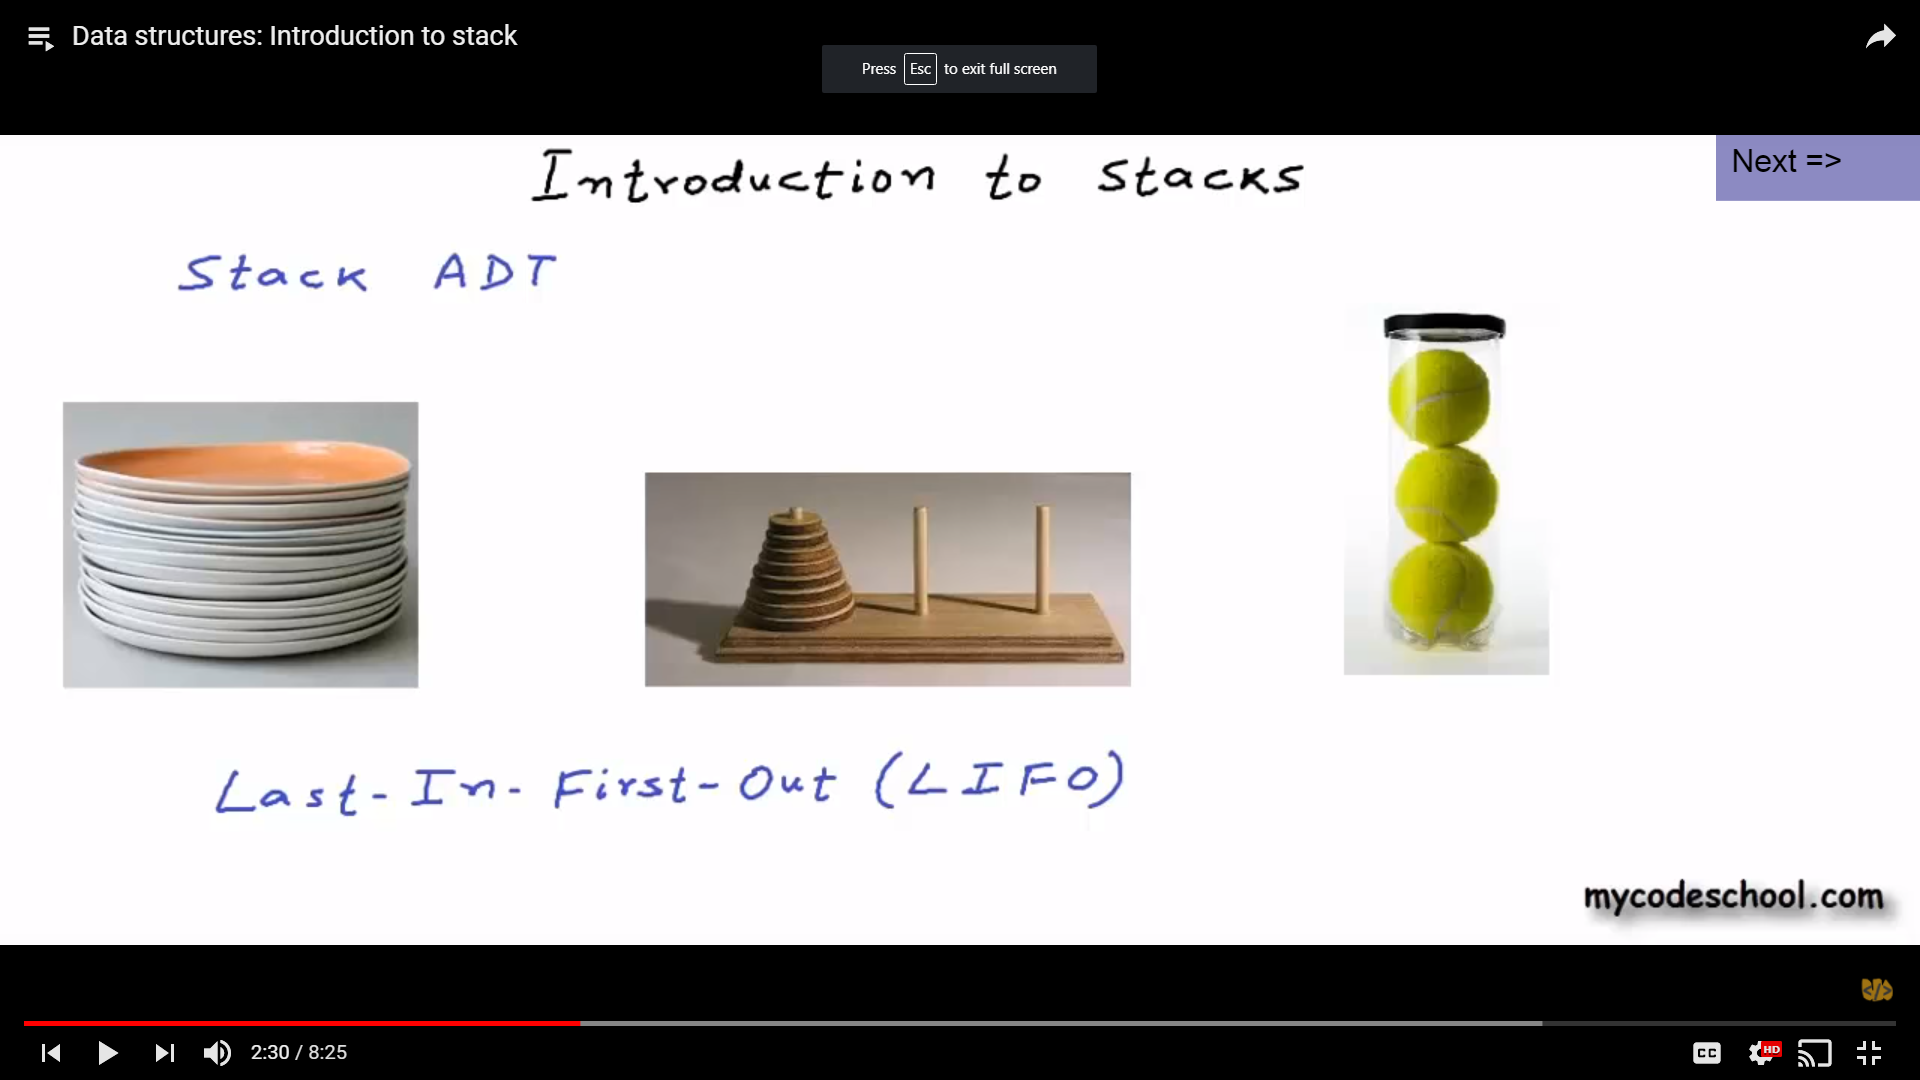 Data structures: Introduction to stack
Press Esc to exit full screen
Introduction to stacks
Next =>
Stack ADT
Last-In-First-Out (LIFO)
mycodeschool.com
</>
2:30 / 8:25
CC
HD